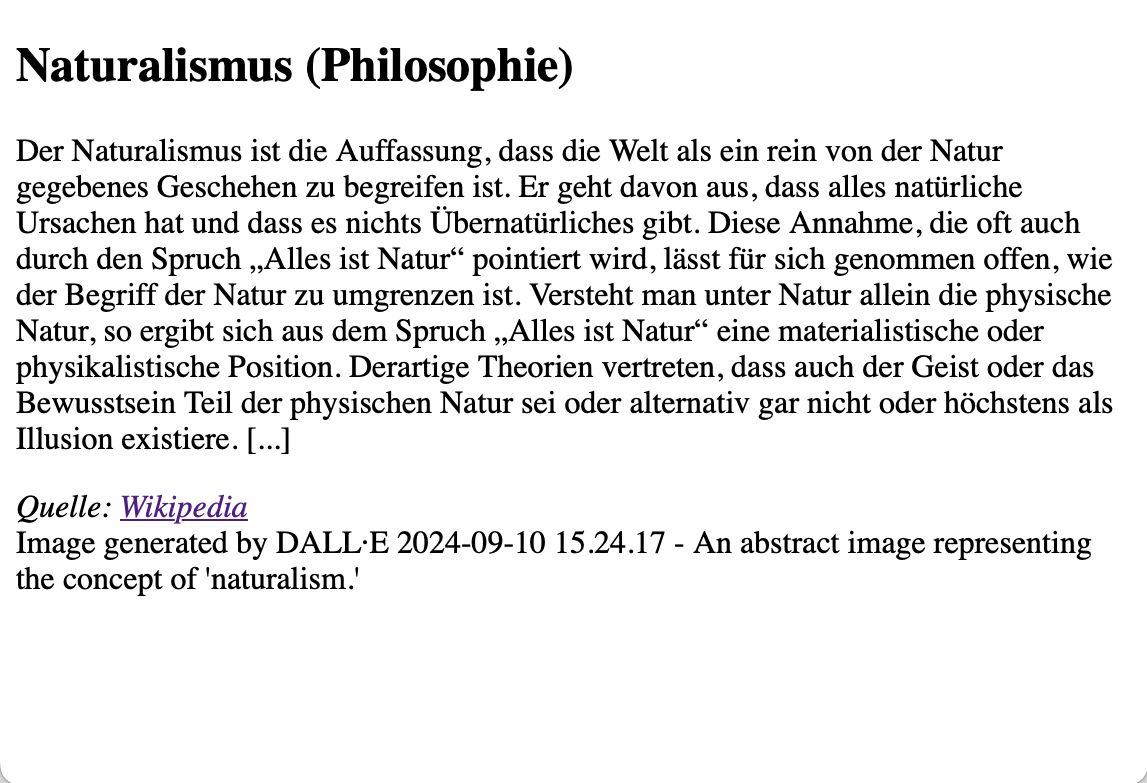 Naturalismus (Philosophie)
Der Naturalismus ist die Auffassung, dass die Welt als ein rein von der Natur
gegebenes Geschehen zu begreifen ist. Er geht davon aus, dass alles natürliche
Ursachen hat und dass es nichts Übernatürliches gibt. Diese Annahme, die oft auch
durch den Spruch „Alles ist Natur“ pointiert wird, lässt für sich genommen offen, wie
der Begriff der Natur zu umgrenzen ist. Versteht man unter Natur allein die physische
Natur, so ergibt sich aus dem Spruch „Alles ist Natur“ eine materialistische oder
physikalistische Position. Derartige Theorien vertreten, dass auch der Geist oder das
Bewusstsein Teil der physischen Natur sei oder alternativ gar nicht oder höchstens als
Illusion existiere. [...]
Quelle: Wikipedia
Image generated by DALL·E 2024-09-10 15.24.17 - An abstract image representing
the concept of 'naturalism.'